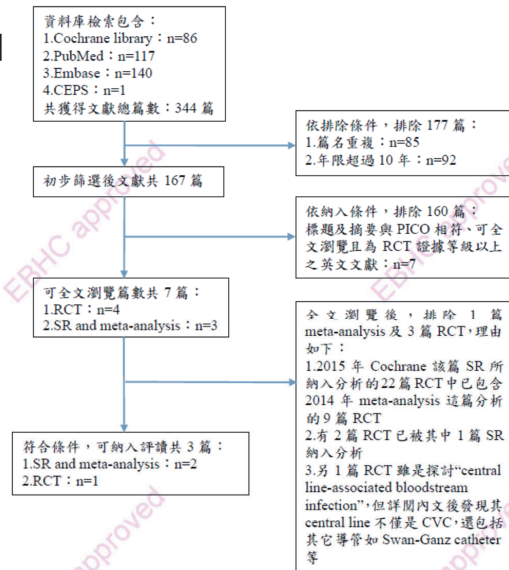 資料庫檢索包含：
1.Cochrane library：n=86
2.PubMed：n=117
3.Embase：n=140
4.CEPS：n=1
共獲得文獻總篇數：344 篇
依排除條件，排除 177 篇：
1.篇名重複：n=85
2.年限超過 10 年：n=92
初步篩選後文獻共 167 篇
依納入條件，排除 160 篇：
標題及摘要與 PICO 相符、可全
文瀏覽且為 RCT 證據等級以上
之英文文獻：n=7
可全文瀏覽篇數共 7 篇：
1.RCT：n=4
2.SR and meta-analysis：n=3
全文瀏覽後，排除 1 篇
meta-analysis 及 3 篇 RCT，理由
如下：
1.2015 年 Cochrane 該篇 SR 所
納入分析的22篇RCT中已包含
2014 年 meta-analysis 這篇分析
的 9 篇 RCT
2.有 2 篇 RCT 已被其中 1 篇 SR
納入分析
3.另 1 篇 RCT 雖是探討“central
line-associated bloodstream
infection”，但詳閱內文後發現其
central line 不僅是 CVC，還包括
其它導管如 Swan-Ganz catheter
等
符合條件，可納入評讀共 3 篇：
1.SR and meta-analysis：n=2
2.RCT：n=1
EBHC approved
EBHC approved
approved